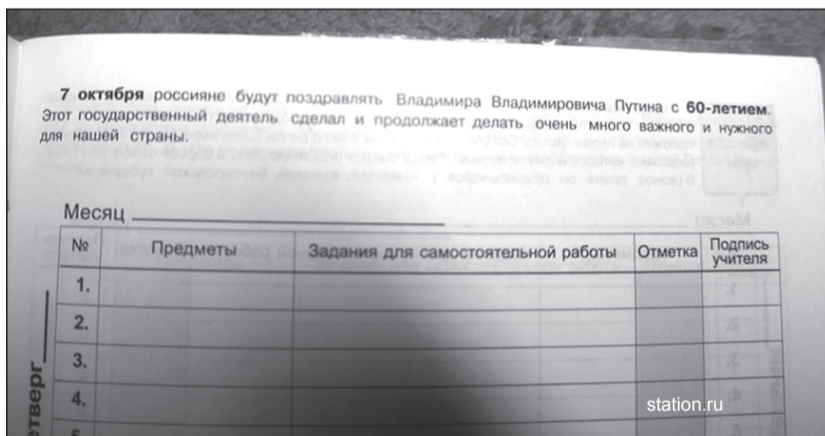 7 октября россияне будут поздравлять Владимира Владимировича Путина с 60-летием.
Этот государственный деятель сделал и продолжает делать очень много важного и нужного
для нашей страны.
Месяц
№ Предметы Задания для самостоятельной работы Отметка Подпись учителя
1.
2.
3.
4.
5.
station.ru